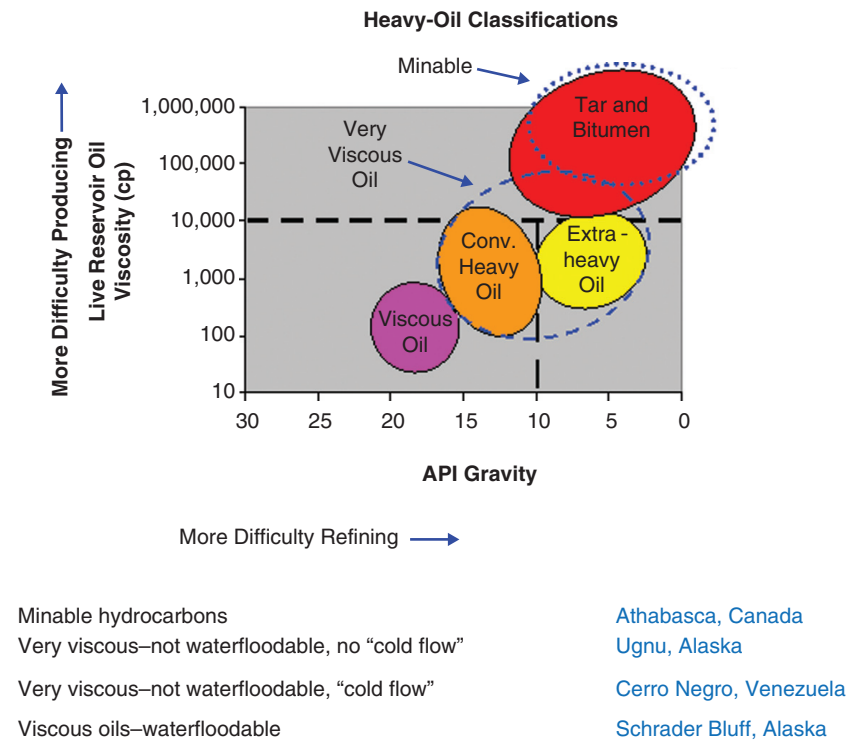 Heavy-Oil Classifications
Minable
More Difficulty Producing
Live Reservoir Oil
Viscosity (cp)
1,000,000
100,000
10,000
1,000
100
10
Very
Viscous
Oil
Tar and
Bitumen
Conv.
Heavy
Oil
Extra -
heavy
Oil
Viscous
Oil
30 25 20 15 10 5 0
API Gravity
More Difficulty Refining
Minable hydrocarbons Athabasca, Canada
Very viscous–not waterfloodable, no “cold flow” Ugnu, Alaska
Very viscous–not waterfloodable, “cold flow” Cerro Negro, Venezuela
Viscous oils–waterfloodable Schrader Bluff, Alaska